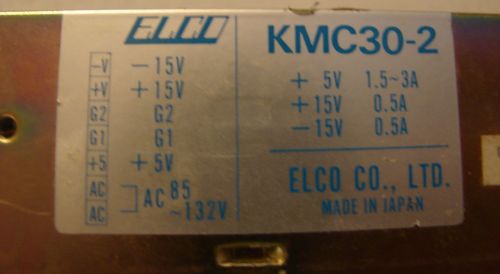 ELCO
KMC30-2
-V -15V
+V +15V
G2 G2
G1 G1
+5 +5V
AC AC 85
AC ~132V
+ 5V 1.5~3A
+15V 0.5A
-15V 0.5A
ELCO CO., LTD.
MADE IN JAPAN